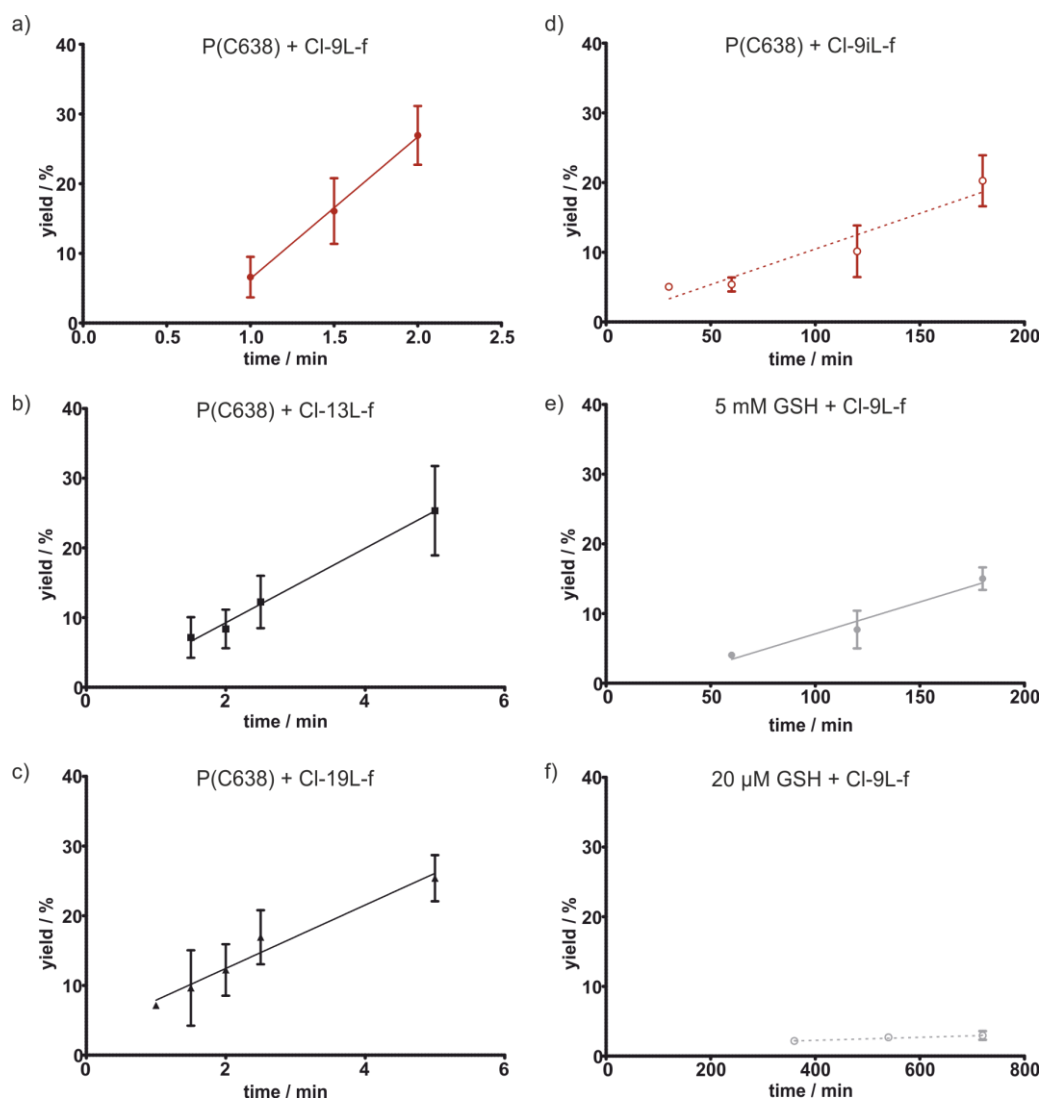 a)
P(C638) + Cl-9L-f
40
30
20
10
0
yield / %
0.0 0.5 1.0 1.5 2.0 2.5
time / min
b)
P(C638) + Cl-13L-f
40
30
20
10
0
yield / %
0 2 4 6
time / min
c)
P(C638) + Cl-19L-f
40
30
20
10
0
yield / %
0 2 4 6
time / min
d)
P(C638) + Cl-9iL-f
40
30
20
10
0
yield / %
0 50 100 150 200
time / min
e)
5 mM GSH + Cl-9L-f
40
30
20
10
0
yield / %
0 50 100 150 200
time / min
f)
20 µM GSH + Cl-9L-f
40
30
20
10
0
yield / %
0 200 400 600 800
time / min